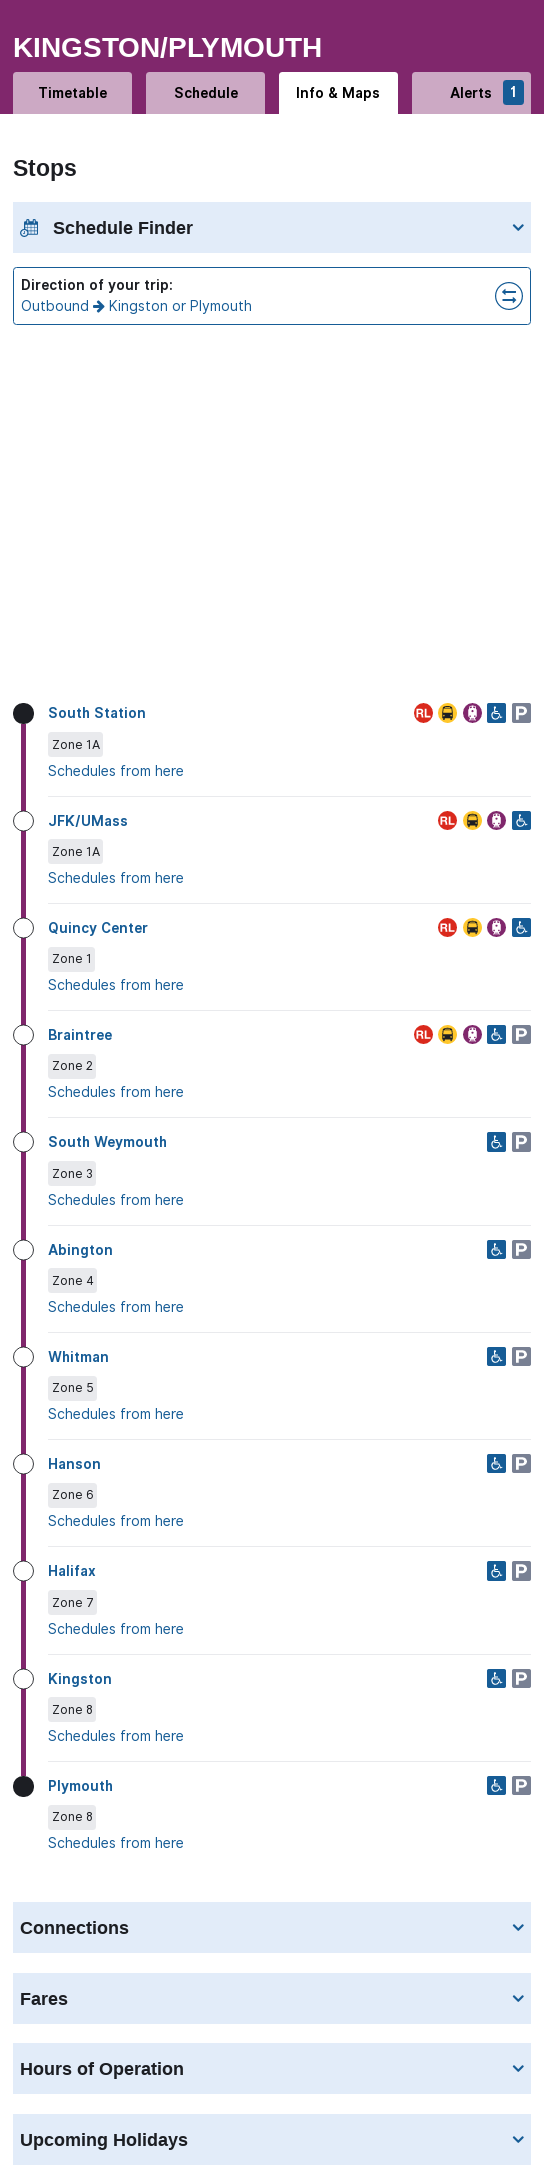 KINGSTON/PLYMOUTH
Timetable Schedule Info & Maps Alerts 1
Stops
Schedule Finder
Direction of your trip:
Outbound Kingston or Plymouth
South Station RL P
Zone 1A
Schedules from here
JFK/UMass RL
Zone 1A
Schedules from here
Quincy Center RL
Zone 1
Schedules from here
Braintree RL P
Zone 2
Schedules from here
South Weymouth P
Zone 3
Schedules from here
Abington P
Zone 4
Schedules from here
Whitman P
Zone 5
Schedules from here
Hanson P
Zone 6
Schedules from here
Halifax P
Zone 7
Schedules from here
Kingston P
Zone 8
Schedules from here
Plymouth P
Zone 8
Schedules from here
Connections
Fares
Hours of Operation
Upcoming Holidays